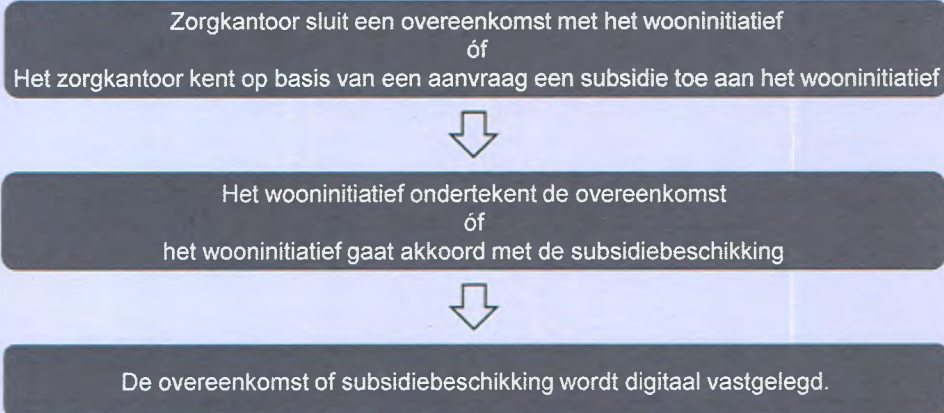 Zorgkantoor sluit een overeenkomst met het wooninitiatief
óf
Het zorgkantoor kent op basis van een aanvraag een subsidie toe aan het wooninitiatief
Het wooninitiatief ondertekent de overeenkomst
óf
het wooninitiatief gaat akkoord met de subsidiebeschikking
De overeenkomst of subsidiebeschikking wordt digitaal vastgelegd.